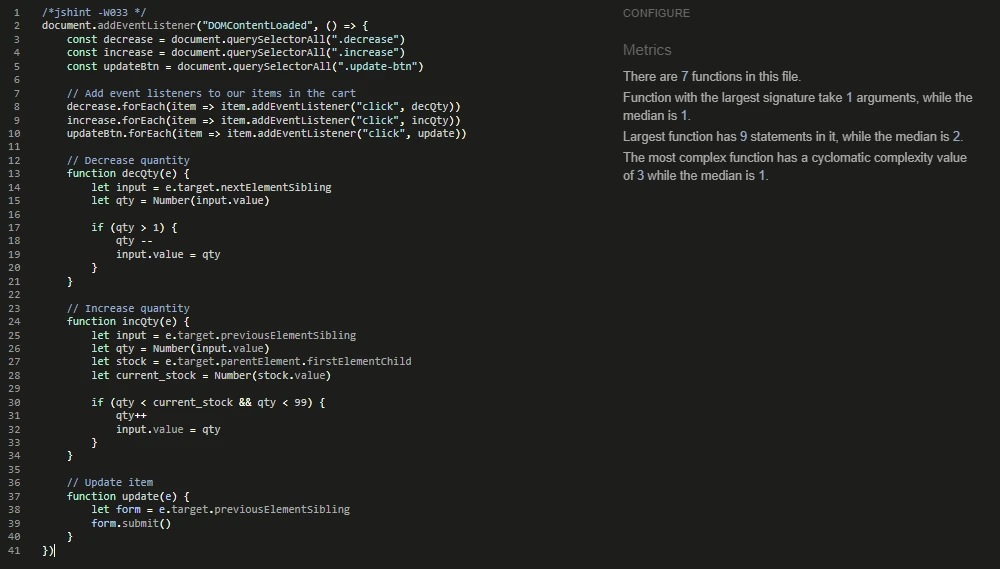 1 /*jshint -W033 */
2 document.addEventListener("DOMContentLoaded", () => {
3     const decrease = document.querySelectorAll(".decrease")
4     const increase = document.querySelectorAll(".increase")
5     const updateBtn = document.querySelectorAll(".update-btn")
6
7     // Add event listeners to our items in the cart
8     decrease.forEach(item => item.addEventListener("click", decQty))
9     increase.forEach(item => item.addEventListener("click", incQty))
10     updateBtn.forEach(item => item.addEventListener("click", update))
11
12     // Decrease quantity
13     function decQty(e) {
14         let input = e.target.nextElementSibling
15         let qty = Number(input.value)
16
17         if (qty > 1) {
18             qty --
19             input.value = qty
20         }
21     }
22
23     // Increase quantity
24     function incQty(e) {
25         let input = e.target.previousElementSibling
26         let qty = Number(input.value)
27         let stock = e.target.parentElement.firstElementChild
28         let current_stock = Number(stock.value)
29
30         if (qty < current_stock && qty < 99) {
31             qty++
32             input.value = qty
33         }
34     }
35
36     // Update item
37     function update(e) {
38         let form = e.target.previousElementSibling
39         form.submit()
40     }
41 })
CONFIGURE
Metrics
There are 7 functions in this file.
Function with the largest signature take 1 arguments, while the
median is 1.
Largest function has 9 statements in it, while the median is 2.
The most complex function has a cyclomatic complexity value
of 3 while the median is 1.